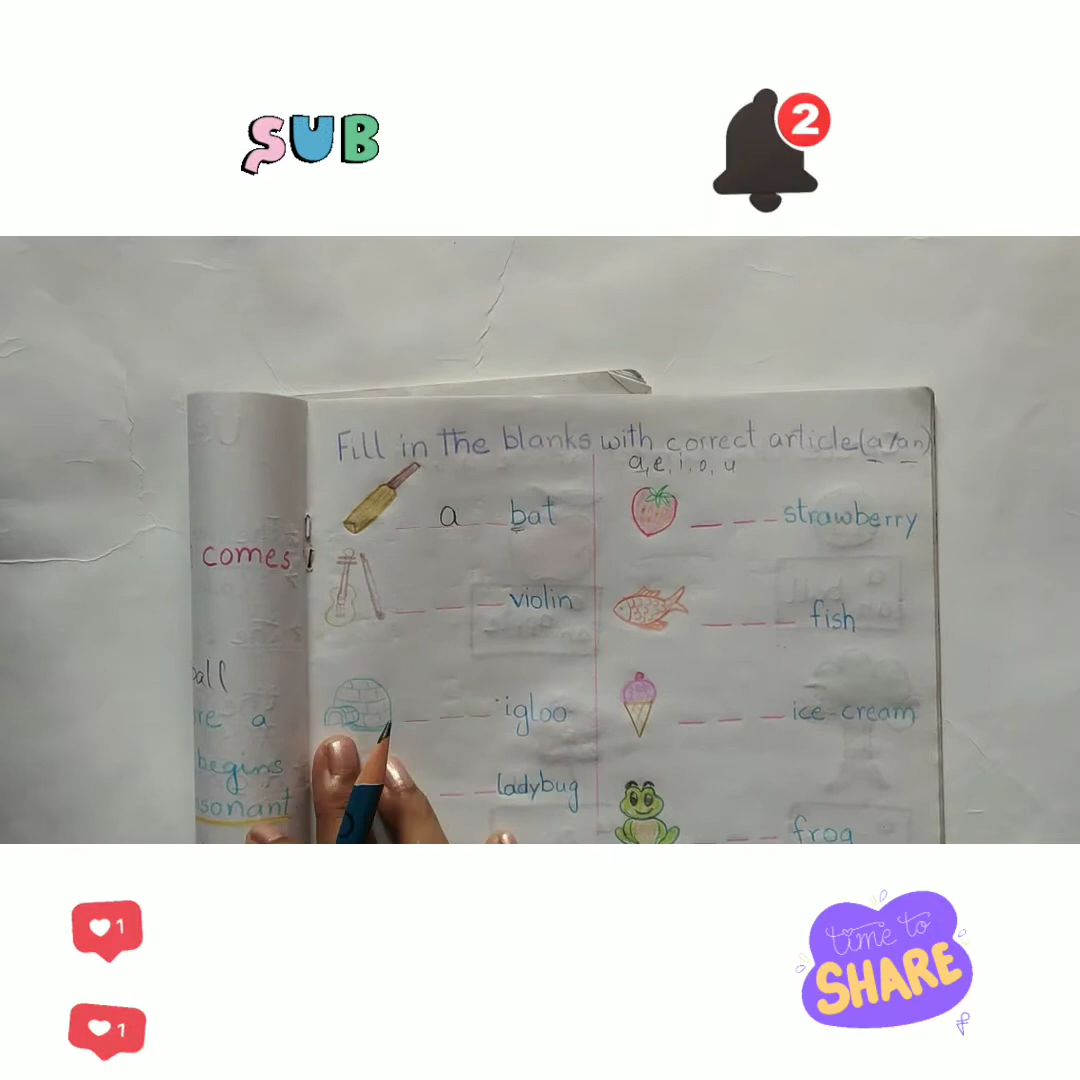 SUB
2
Fill in the blanks with correct article (a/an)
a, e, i, o, u
a bat
strawberry
comes
violin
fish
ball
re a
igloo
ice-cream
begins
ladybug
sonant
frog
1
time to
SHARE
1